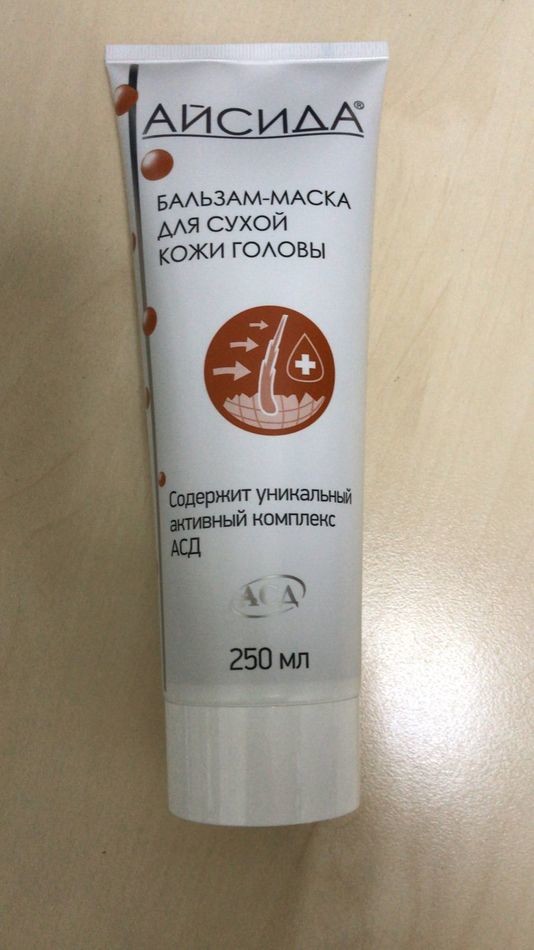 АЙСИДА®
БАЛЬЗАМ-МАСКА
ДЛЯ СУХОЙ
КОЖИ ГОЛОВЫ
Содержит уникальный
активный комплекс
АСД
АСД
250 мл